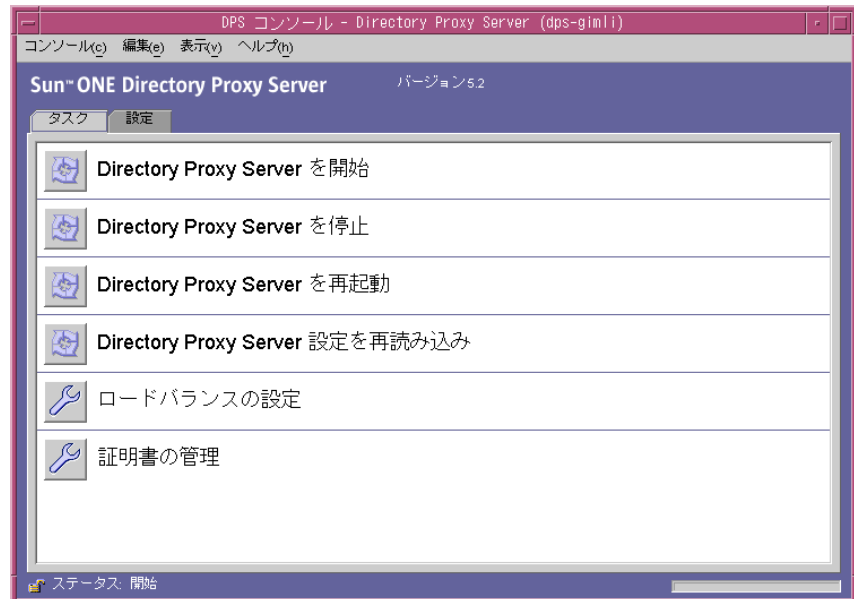 DPS コンソール - Directory Proxy Server (dps-gimli)
コンソール(c) 編集(e) 表示(v) ヘルプ(h)
Sun™ ONE Directory Proxy Server バージョン5.2
タスク 設定
Directory Proxy Server を開始
Directory Proxy Server を停止
Directory Proxy Server を再起動
Directory Proxy Server 設定を再読み込み
ロードバランスの設定
証明書の管理
ステータス: 開始